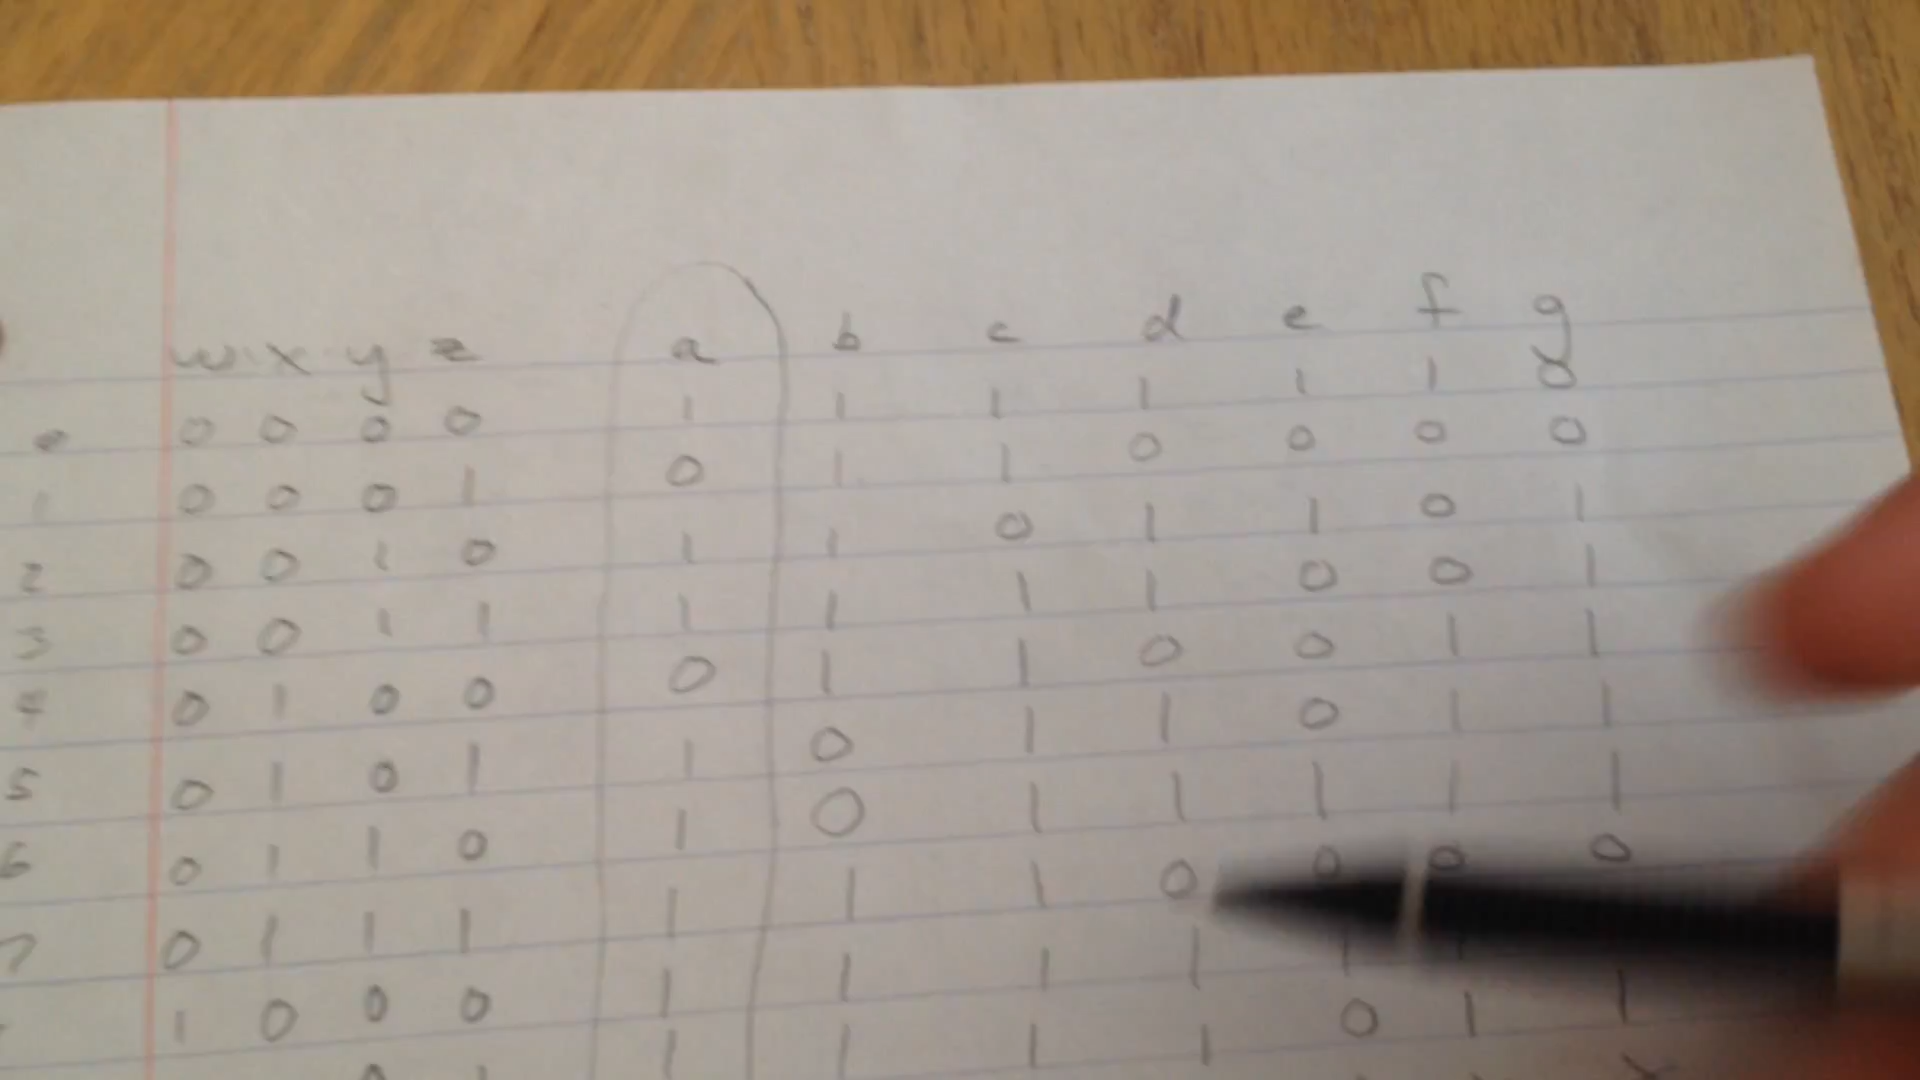 w x y z a b c d e f g
0 0 0 0 0 1 1 1 1 1 1 0
1 0 0 0 1 0 1 1 0 0 0 0
2 0 0 1 0 1 1 0 1 1 0 1
3 0 0 1 1 1 1 1 1 0 0 1
4 0 1 0 0 0 1 1 0 0 1 1
5 0 1 0 1 1 0 1 1 0 1 1
6 0 1 1 0 1 0 1 1 1 1 1
7 0 1 1 1 1 1 1 0 0 0 0
1 0 0 0 1 1 1 1 1 1
1 1 1 1 0 1 1